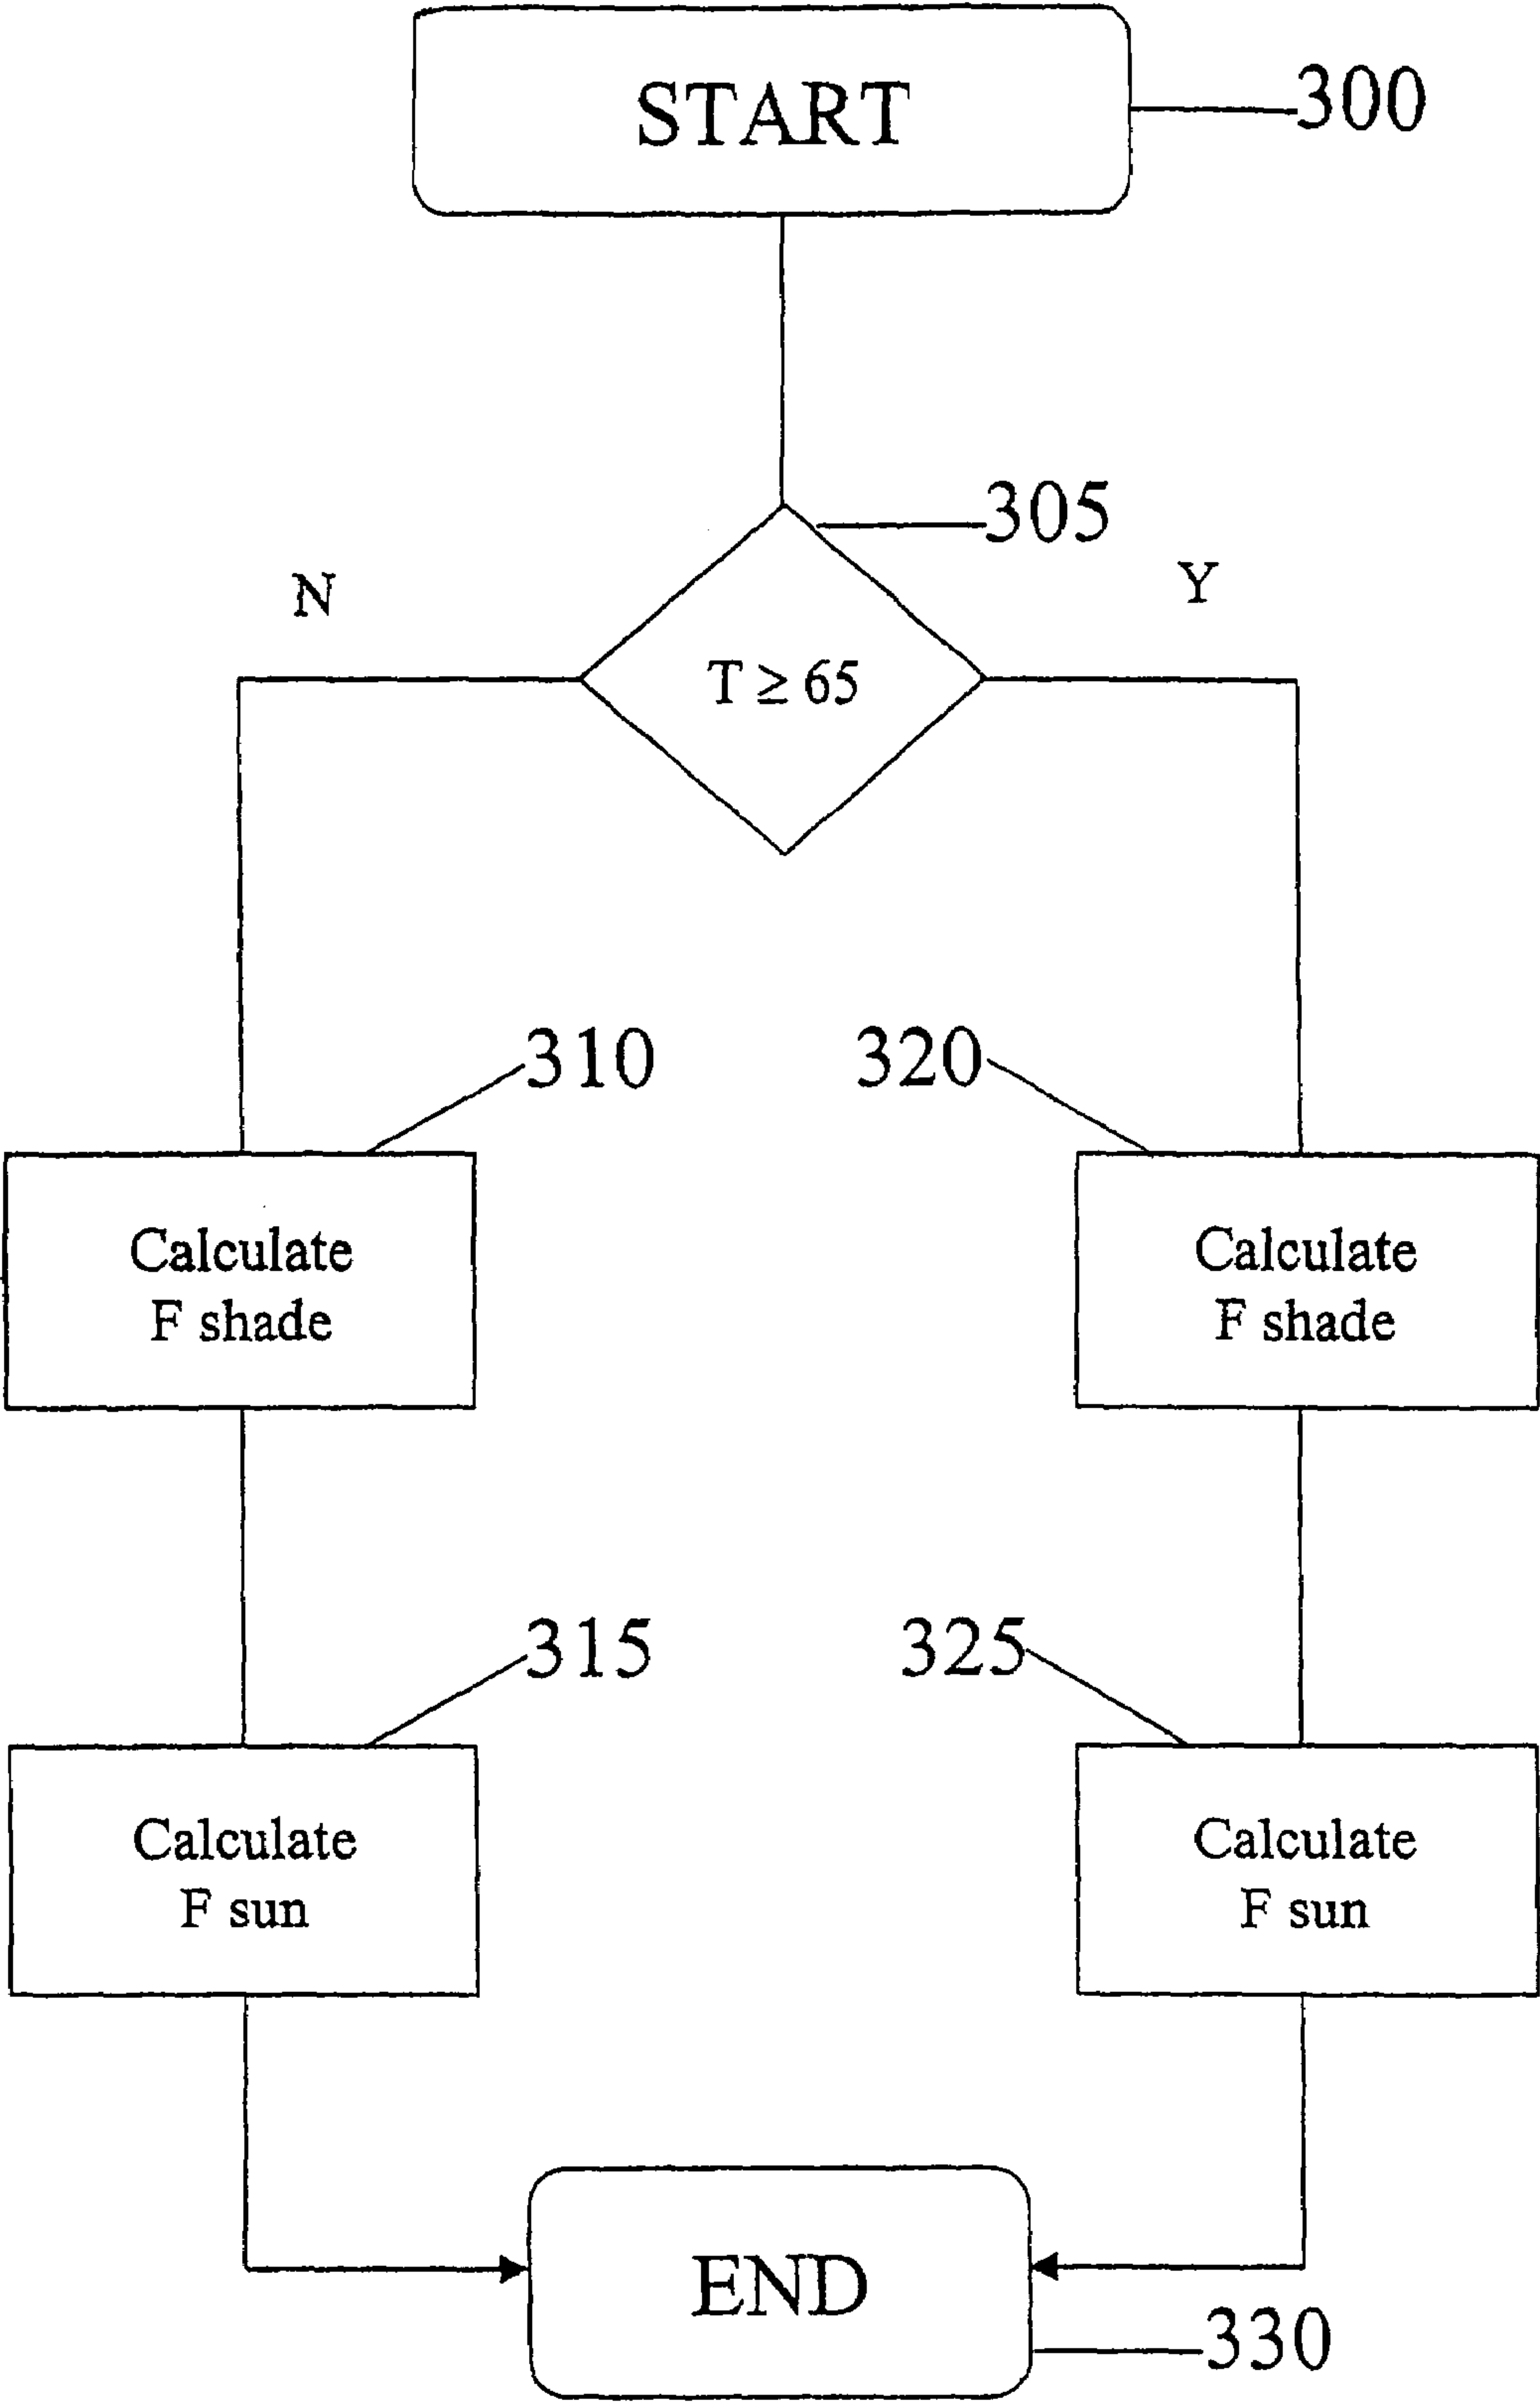 START
300
305
N
Y
T ≥ 65
310
320
Calculate
F shade
Calculate
F shade
315
325
Calculate
F sun
Calculate
F sun
END
330